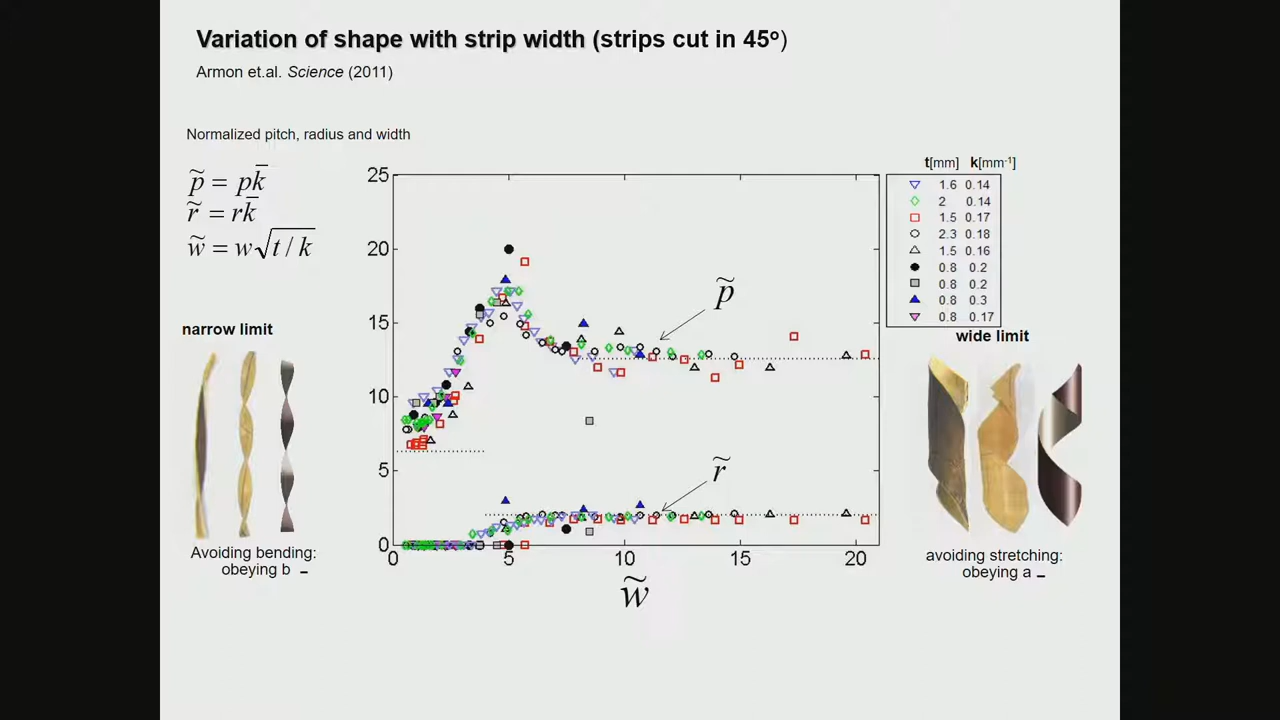 Variation of shape with strip width (strips cut in 45º)
Armon et.al. Science (2011)
Normalized pitch, radius and width
p̃ = pk̅
r̃ = rk̅
w̃ = w√(t / k)
t[mm] k[mm⁻¹]
1.6 0.14
2 0.14
1.5 0.17
2.3 0.18
1.5 0.16
0.8 0.2
0.8 0.2
0.8 0.3
0.8 0.17
25
20
15
10
5
0
p̃
r̃
0 5 10 15 20
w̃
narrow limit
Avoiding bending:
obeying b _
wide limit
avoiding stretching:
obeying a _